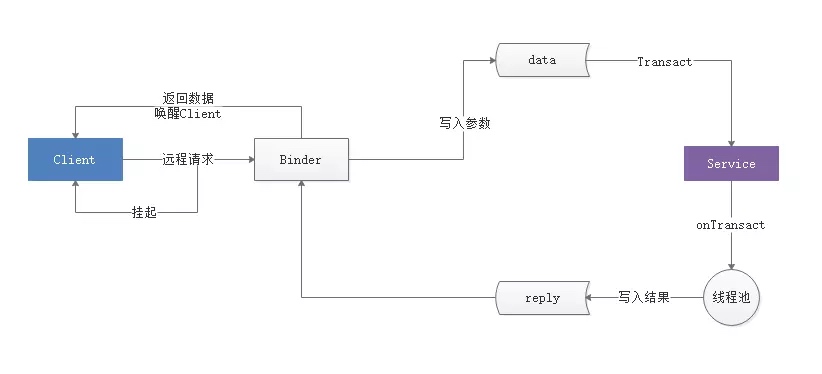 data
Transact
返回数据
唤醒Client
写入参数
Client
远程请求
Binder
Service
挂起
onTransact
reply
写入结果
线程池